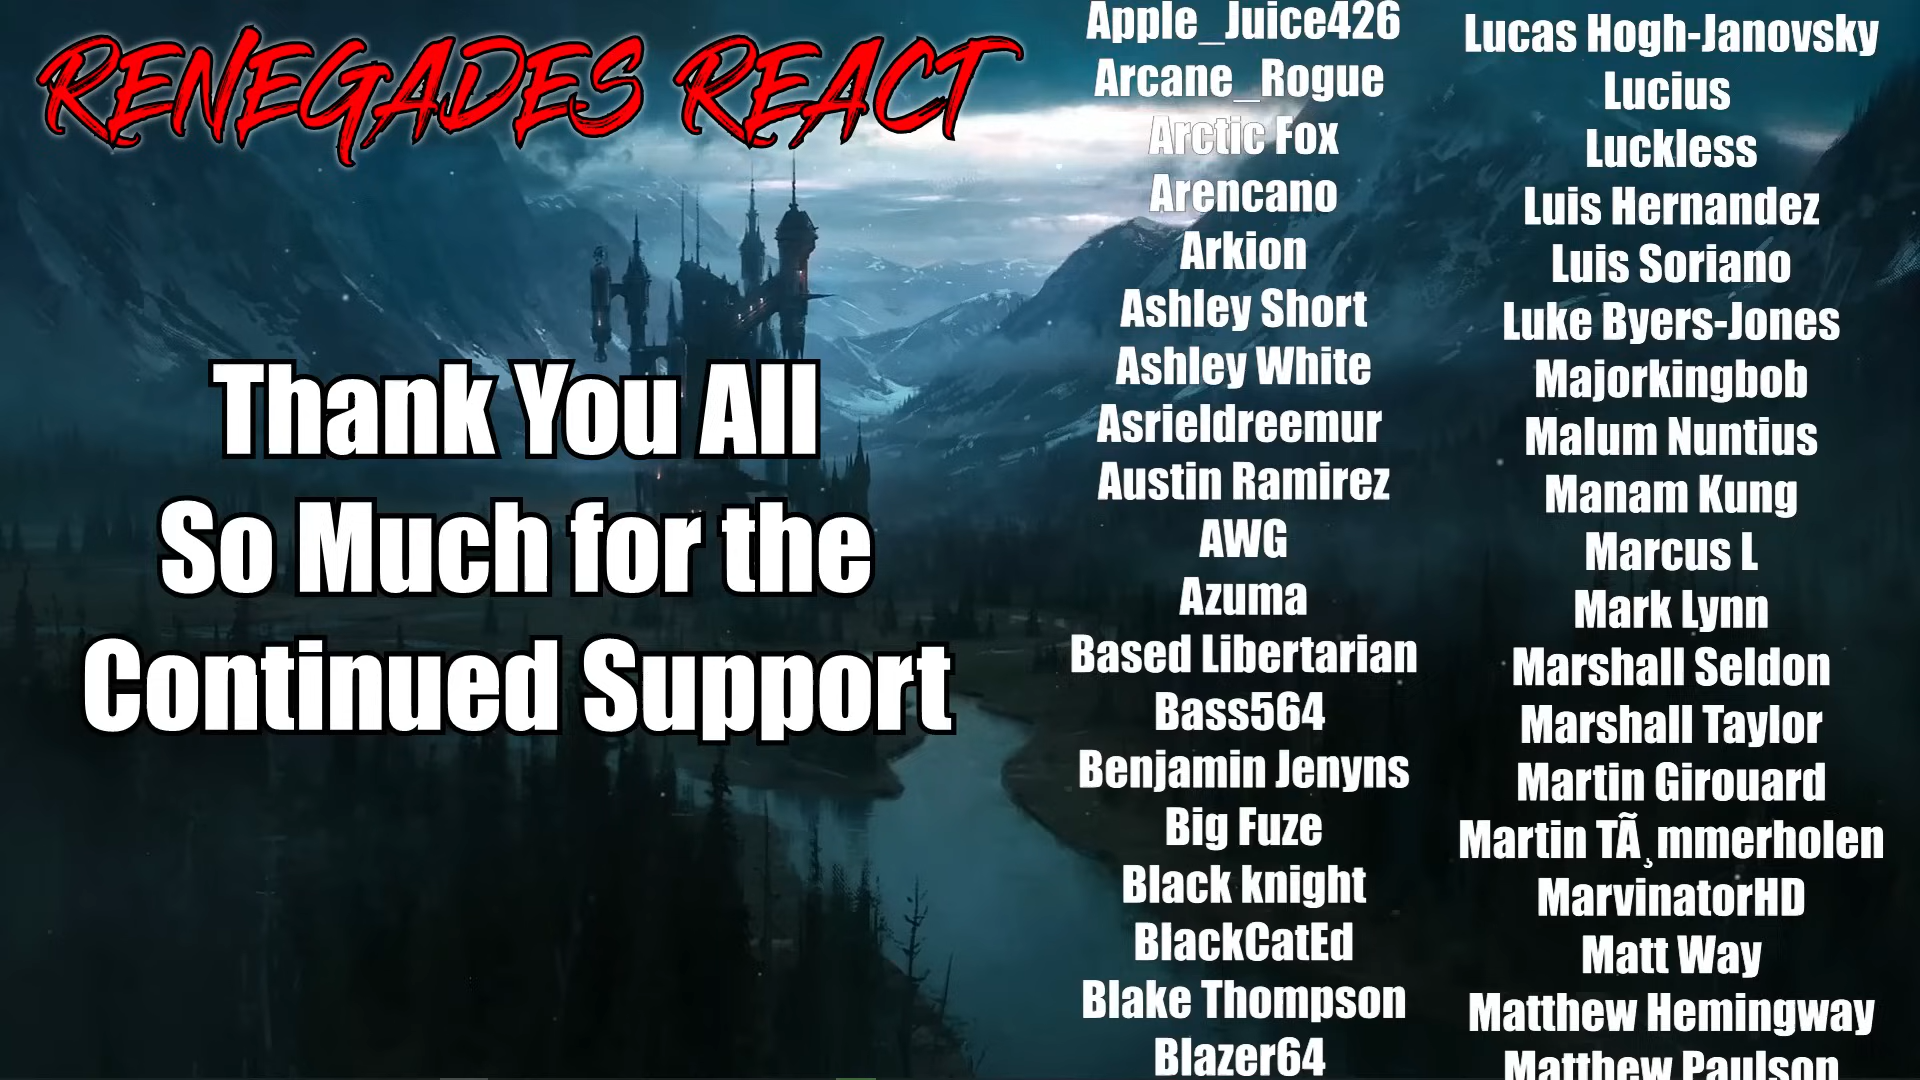 RENEGADES REACT
Thank You All
So Much for the
Continued Support
Apple_Juice426
Arcane_Rogue
Arctic Fox
Arencano
Arkion
Ashley Short
Ashley White
Asrieldreemur
Austin Ramirez
AWG
Azuma
Based Libertarian
Bass564
Benjamin Jenyns
Big Fuze
Black knight
BlackCatEd
Blake Thompson
Blazer64
Lucas Hogh-Janovsky
Lucius
Luckless
Luis Hernandez
Luis Soriano
Luke Byers-Jones
Majorkingbob
Malum Nuntius
Manam Kung
Marcus L
Mark Lynn
Marshall Seldon
Marshall Taylor
Martin Girouard
Martin TÃ¸mmerholen
MarvinatorHD
Matt Way
Matthew Hemingway
Matthew Paulson